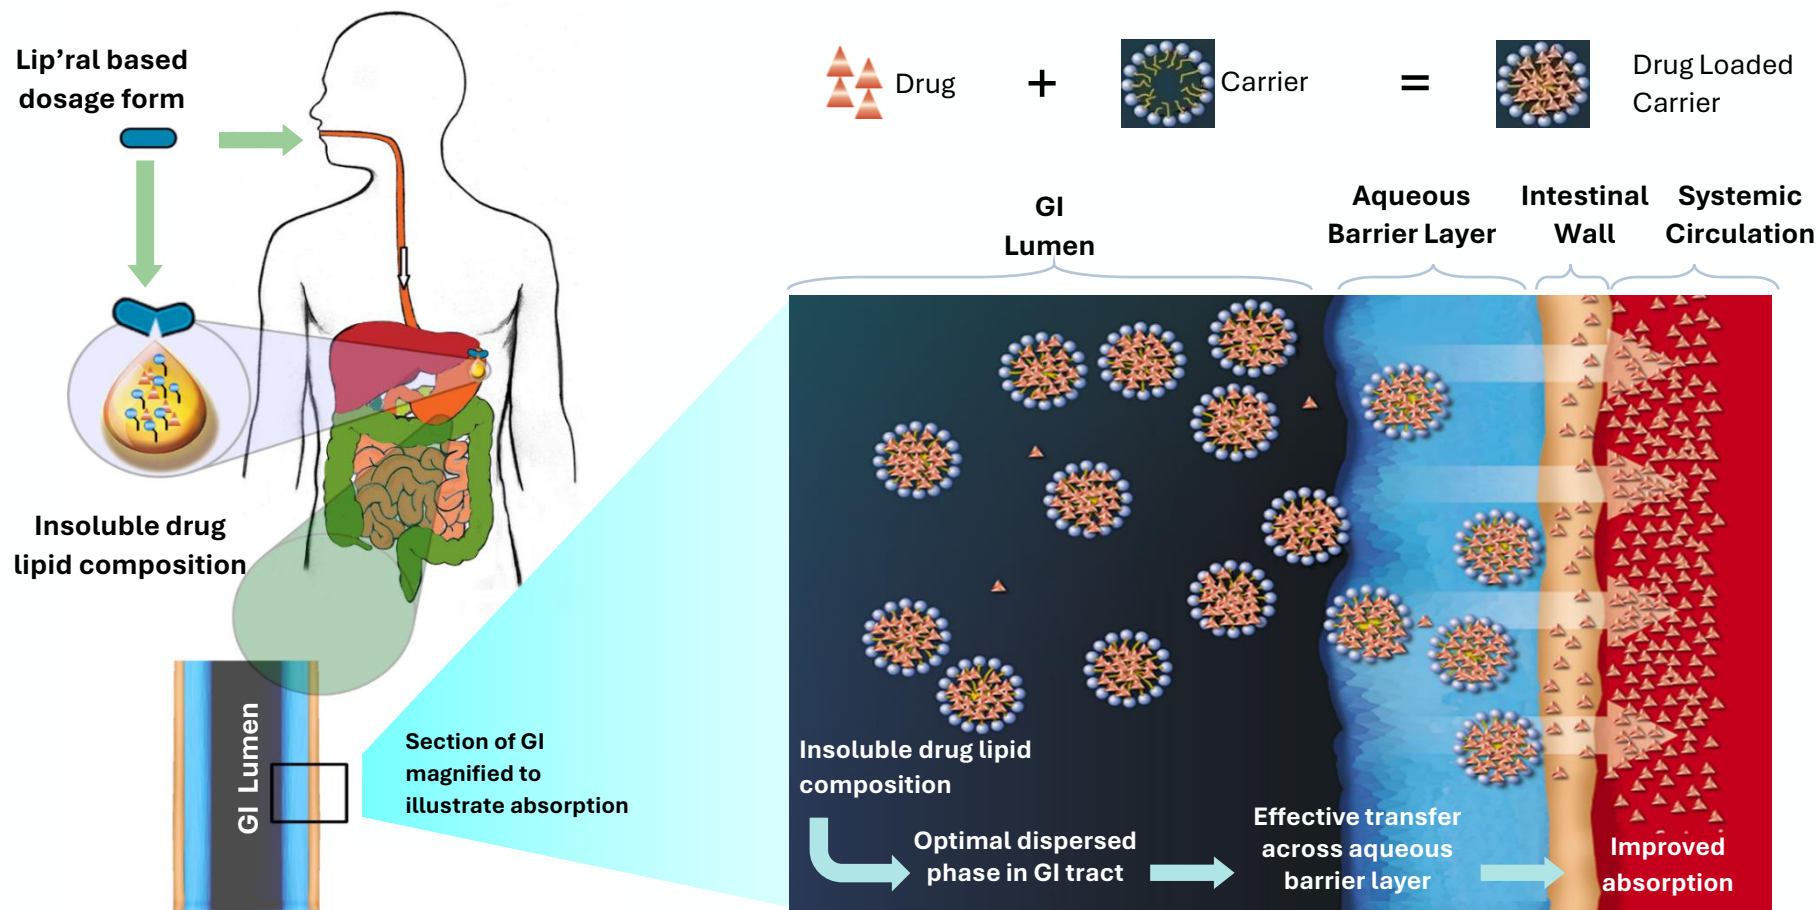 Lip’ral based
dosage form
Drug
+
Carrier
=
Drug Loaded
Carrier
GI
Lumen
Aqueous
Barrier Layer
Intestinal
Wall
Systemic
Circulation
Insoluble drug
lipid composition
GI Lumen
Section of GI
magnified to
illustrate absorption
Insoluble drug lipid
composition
Optimal dispersed
phase in GI tract
Effective transfer
across aqueous
barrier layer
Improved
absorption